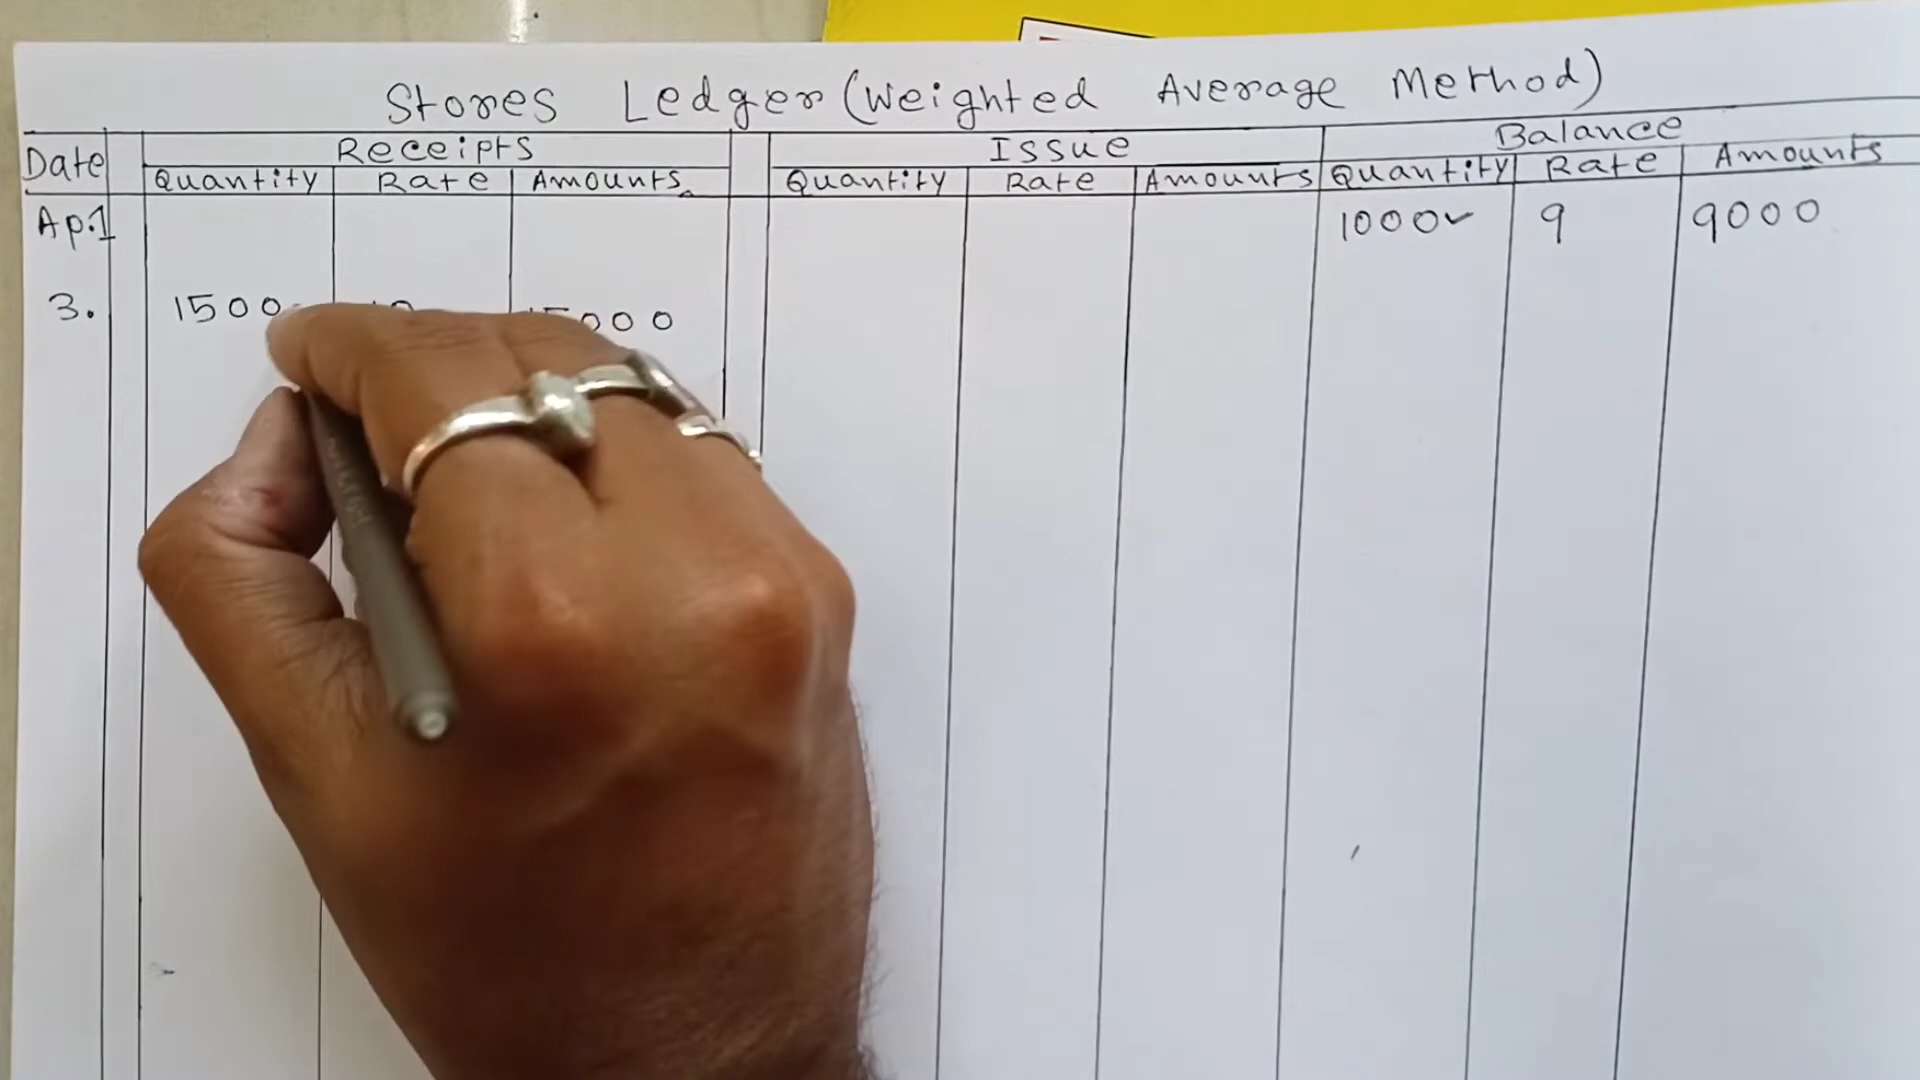 Stores Ledger (Weighted Average Method)
Date Receipts Issue Balance
Quantity Rate Amounts Quantity Rate Amounts Quantity Rate Amounts
Ap.1 1000✓ 9 9000
3. 1500